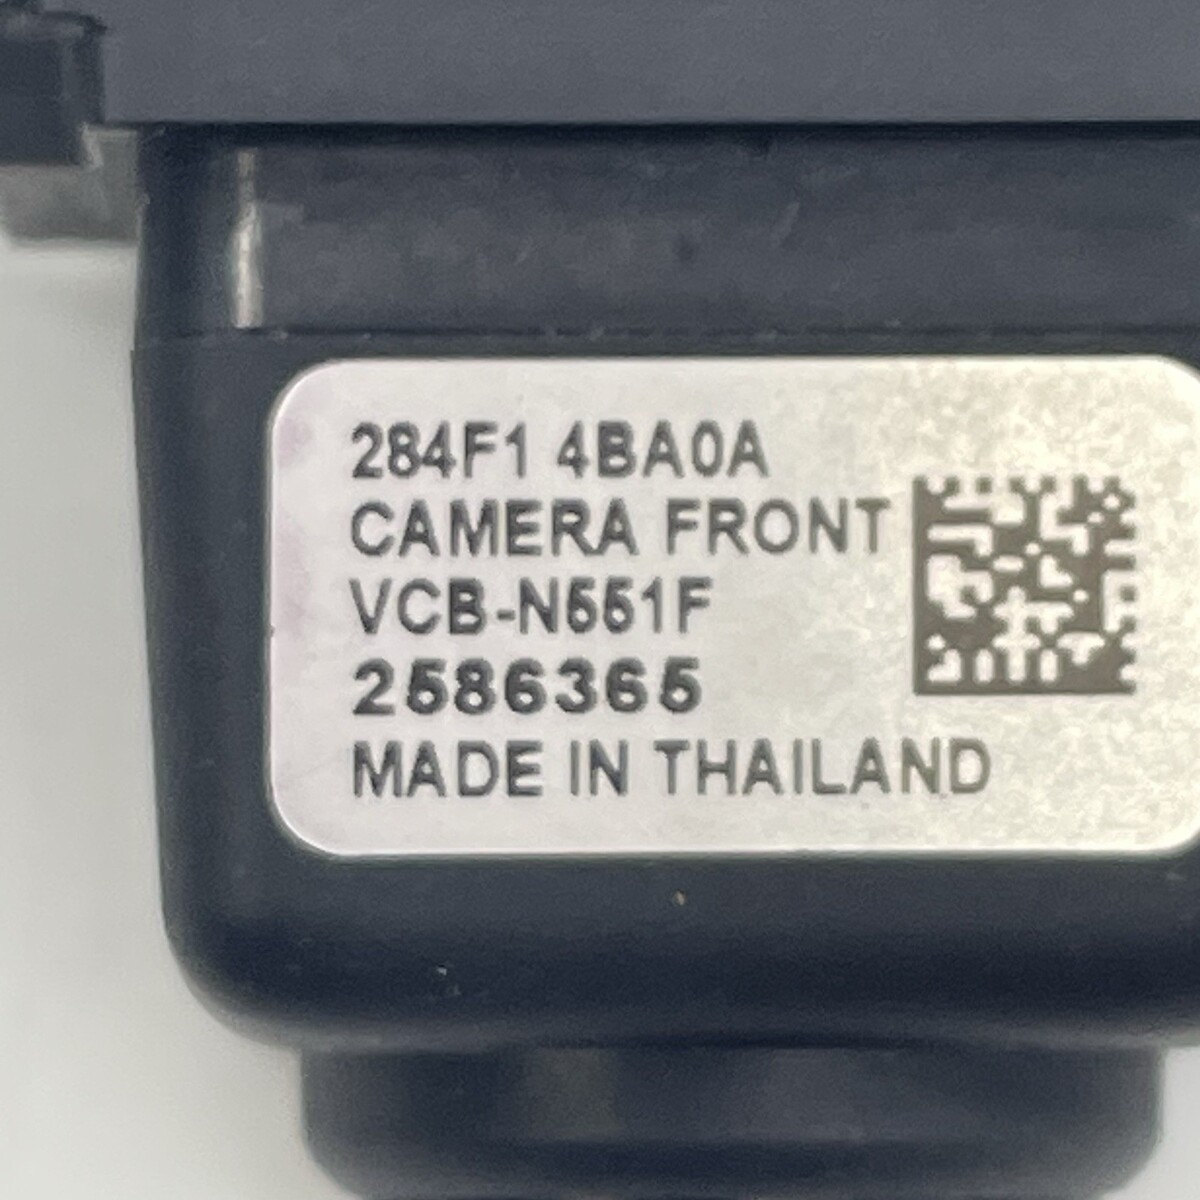 284F1 4BA0A
CAMERA FRONT
VCB-N551F
2586365
MADE IN THAILAND